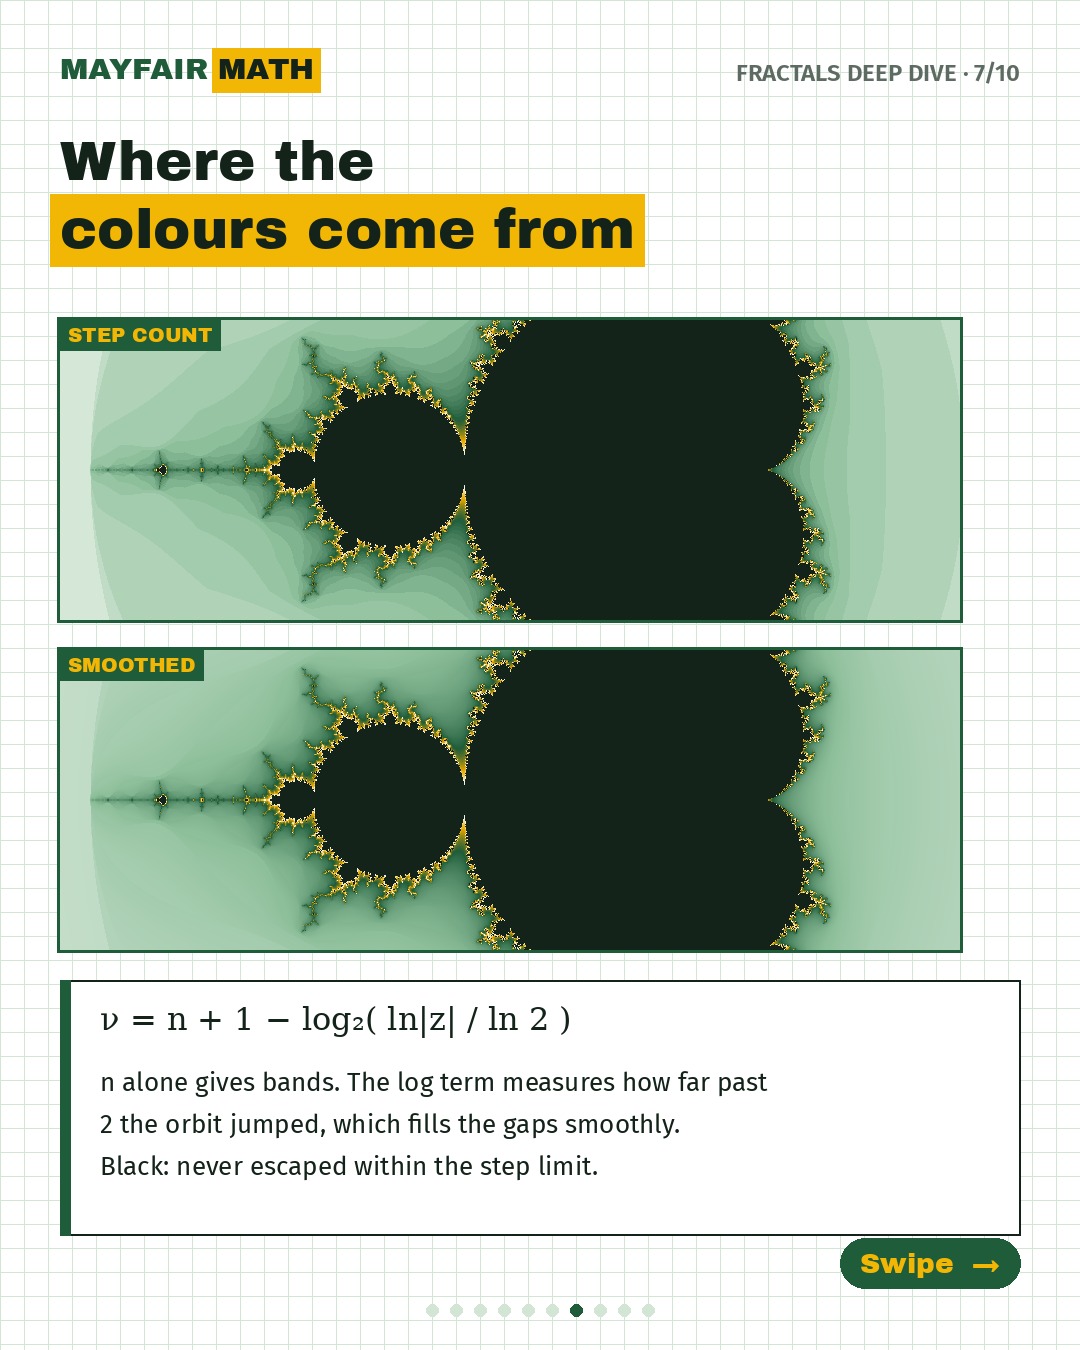 MAYFAIR MATH
FRACTALS DEEP DIVE · 7/10
Where the
colours come from
STEP COUNT
SMOOTHED
ν = n + 1 − log₂( ln|z| / ln 2 )
n alone gives bands. The log term measures how far past
2 the orbit jumped, which fills the gaps smoothly.
Black: never escaped within the step limit.
Swipe →